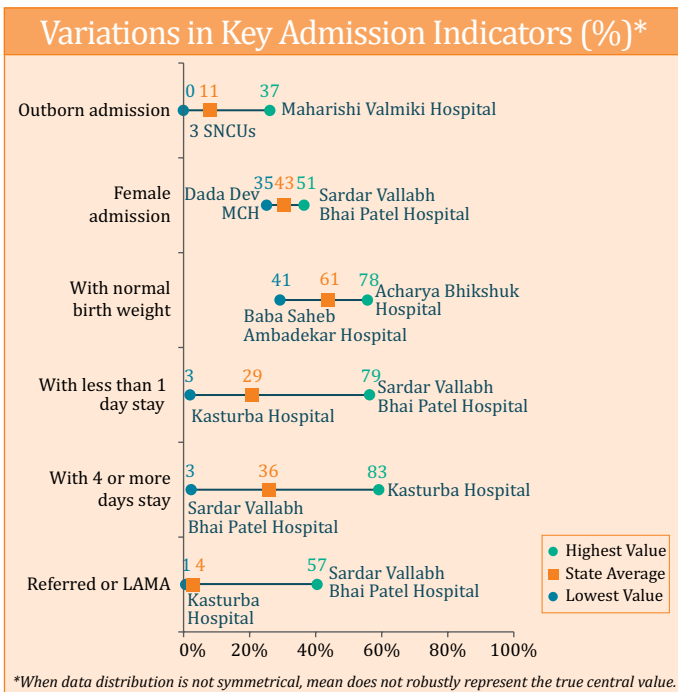 Variations in Key Admission Indicators (%)*
0 11 37
Outborn admission
Maharishi Valmiki Hospital
3 SNCUs
35 43 51
Female
admission
Dada Dev
MCH
Sardar Vallabh
Bhai Patel Hospital
41 61 78
With normal
birth weight
Acharya Bhikshuk
Hospital
Baba Saheb
Ambadekar Hospital
3 29 79
With less than 1
day stay
Sardar Vallabh
Bhai Patel Hospital
Kasturba Hospital
3 36 83
With 4 or more
days stay
Kasturba Hospital
Sardar Vallabh
Bhai Patel Hospital
1 4 57
Referred or LAMA
Sardar Vallabh
Bhai Patel Hospital
Kasturba
Hospital
Highest Value
State Average
Lowest Value
0% 20% 40% 60% 80% 100%
*When data distribution is not symmetrical, mean does not robustly represent the true central value.